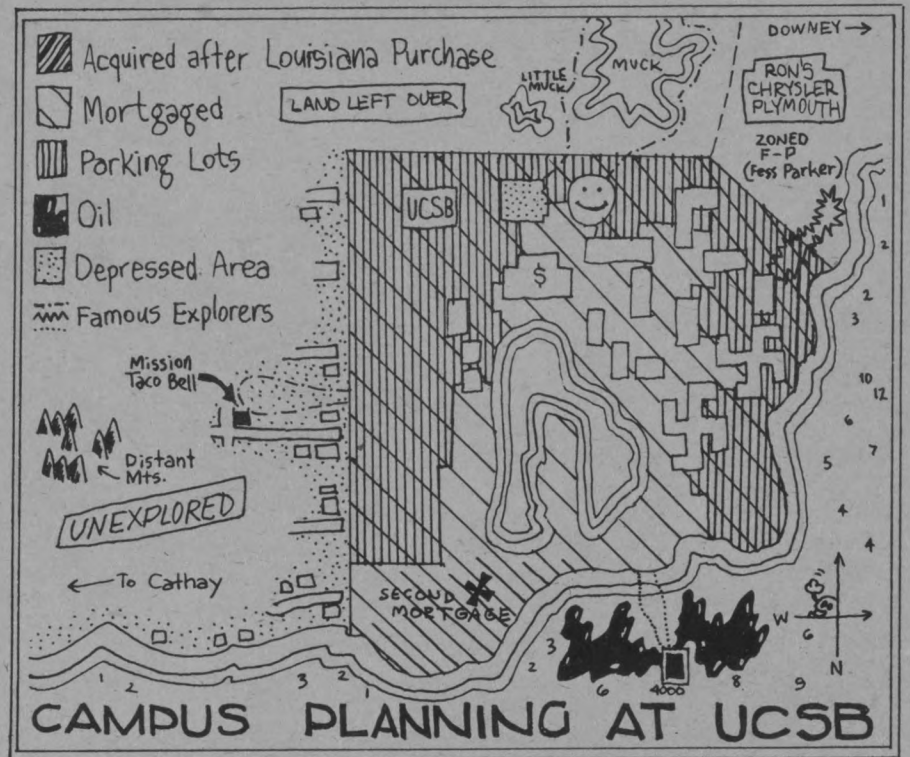 Acquired after Louisiana Purchase
Mortgaged
Parking Lots
Oil
Depressed Area
Famous Explorers
LAND LEFT OVER
LITTLE
MUCK
MUCK
DOWNEY →
RON'S
CHRYSLER
PLYMOUTH
ZONED
F-P
(Fess Parker)
UCSB
$
Mission
Taco Bell
Distant
Mts.
UNEXPLORED
← To Cathay
SECOND
MORTGAGE
1
2
2
3
10
12
6
7
5
4
4
W
6
N
3
2
6
4000
8
9
1
2
3
2
1
CAMPUS PLANNING AT UCSB